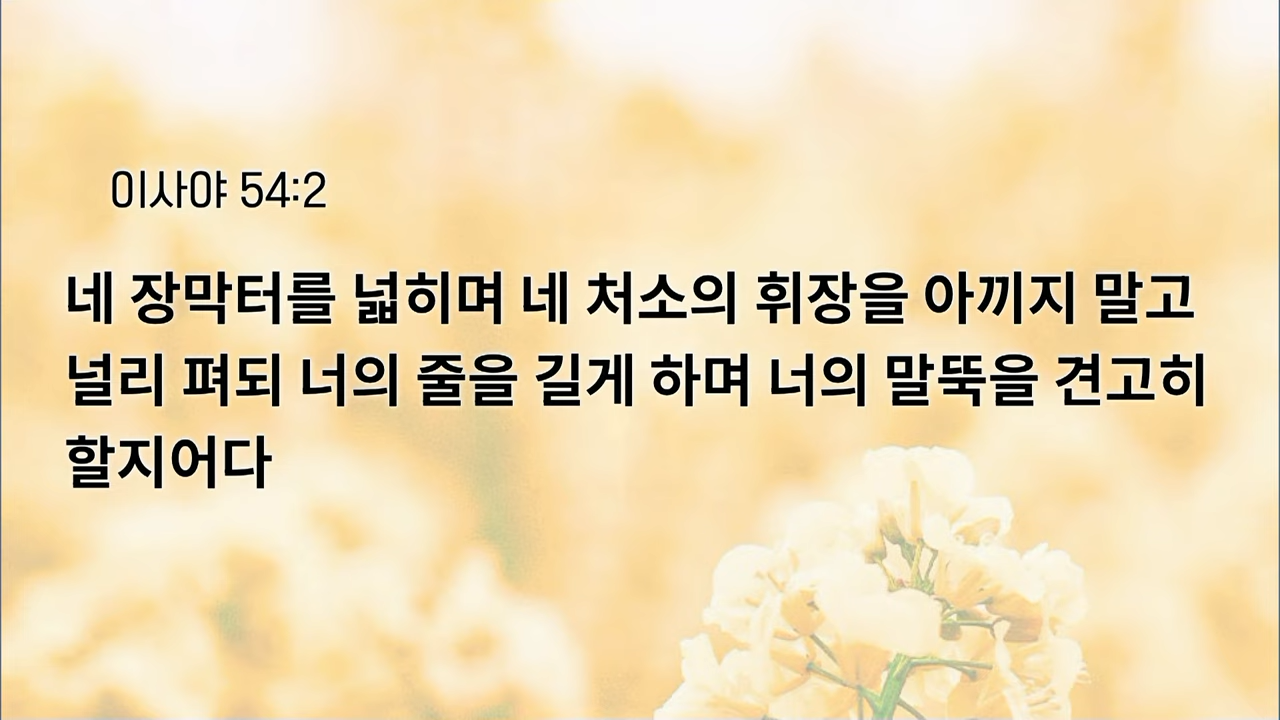 이사야 54:2
네 장막터를 넓히며 네 처소의 휘장을 아끼지 말고
널리 펴되 너의 줄을 길게 하며 너의 말뚝을 견고히
할지어다